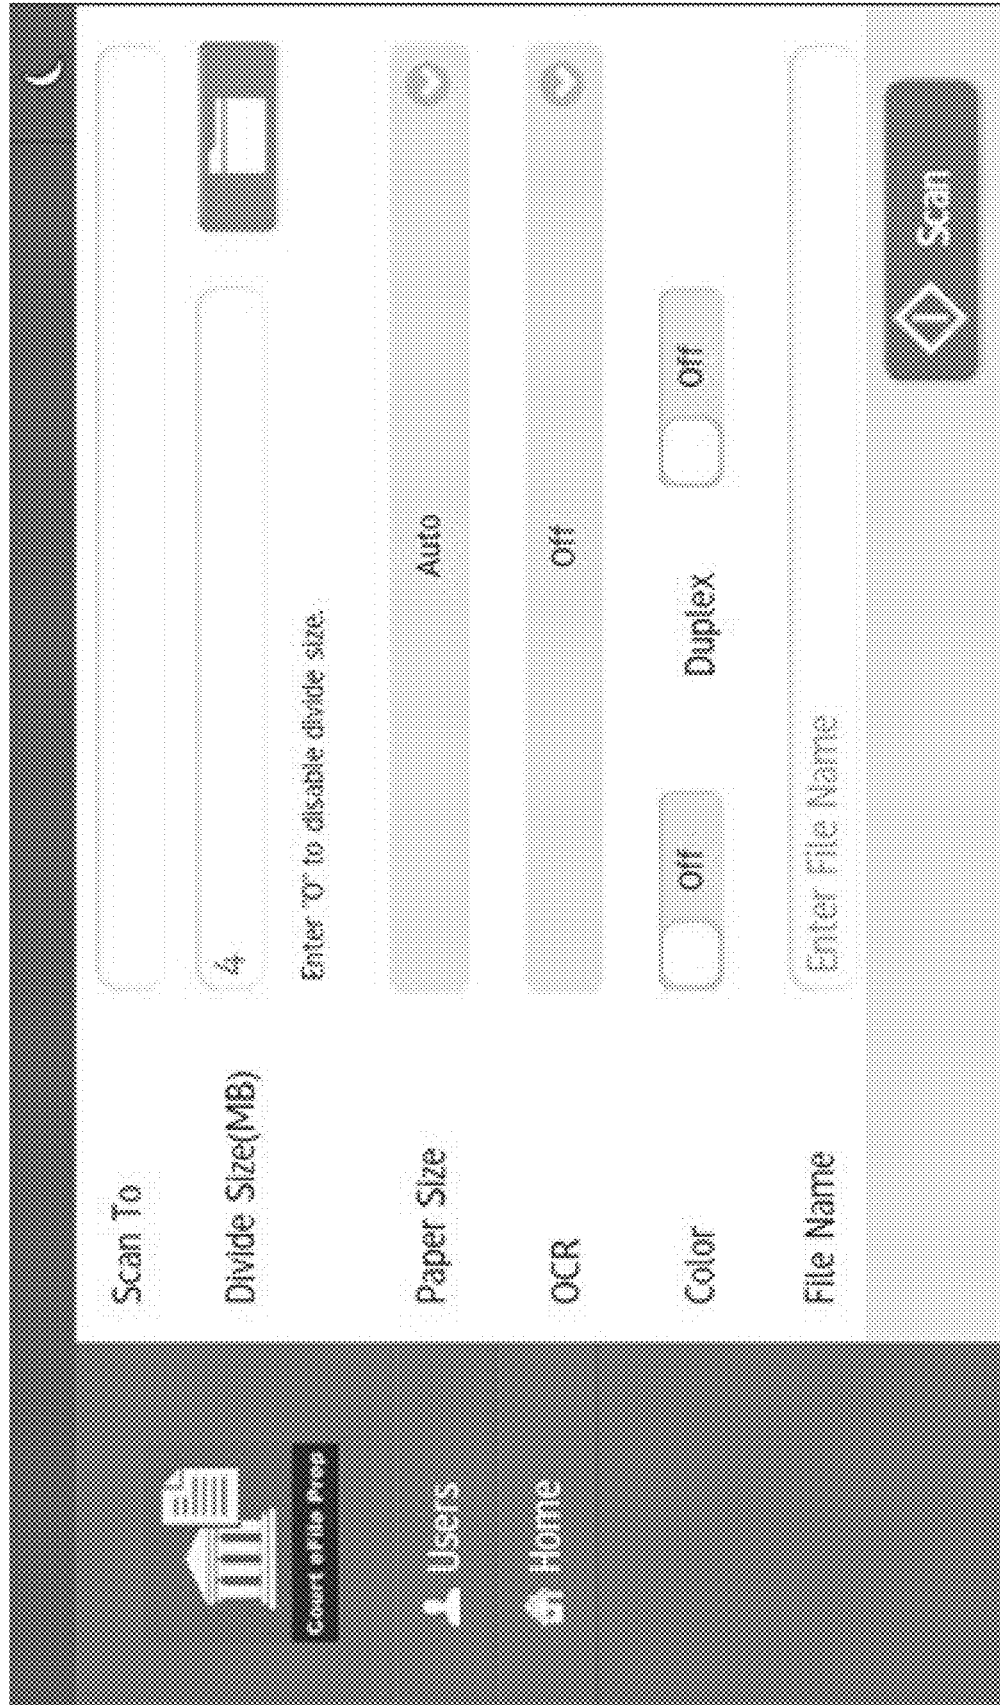 Court eFile Prep
Users
Home
Scan To
Divide Size(MB)
4
Enter "0" to disable divide size.
Paper Size
Auto
OCR
Off
Color
Off
Duplex
Off
File Name
Enter File Name
Scan